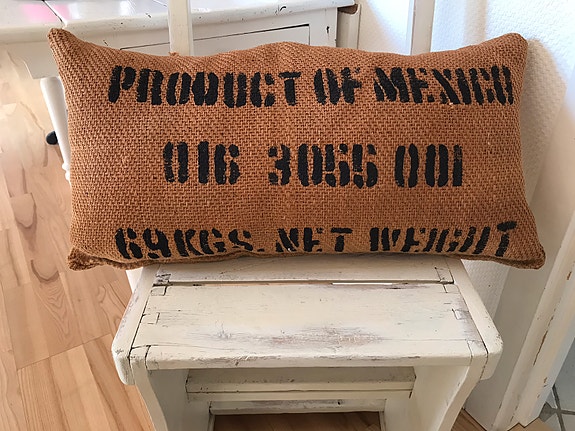 PRODUCT OF MEXICO
016 3055 001
69KGS. NET WEIGHT